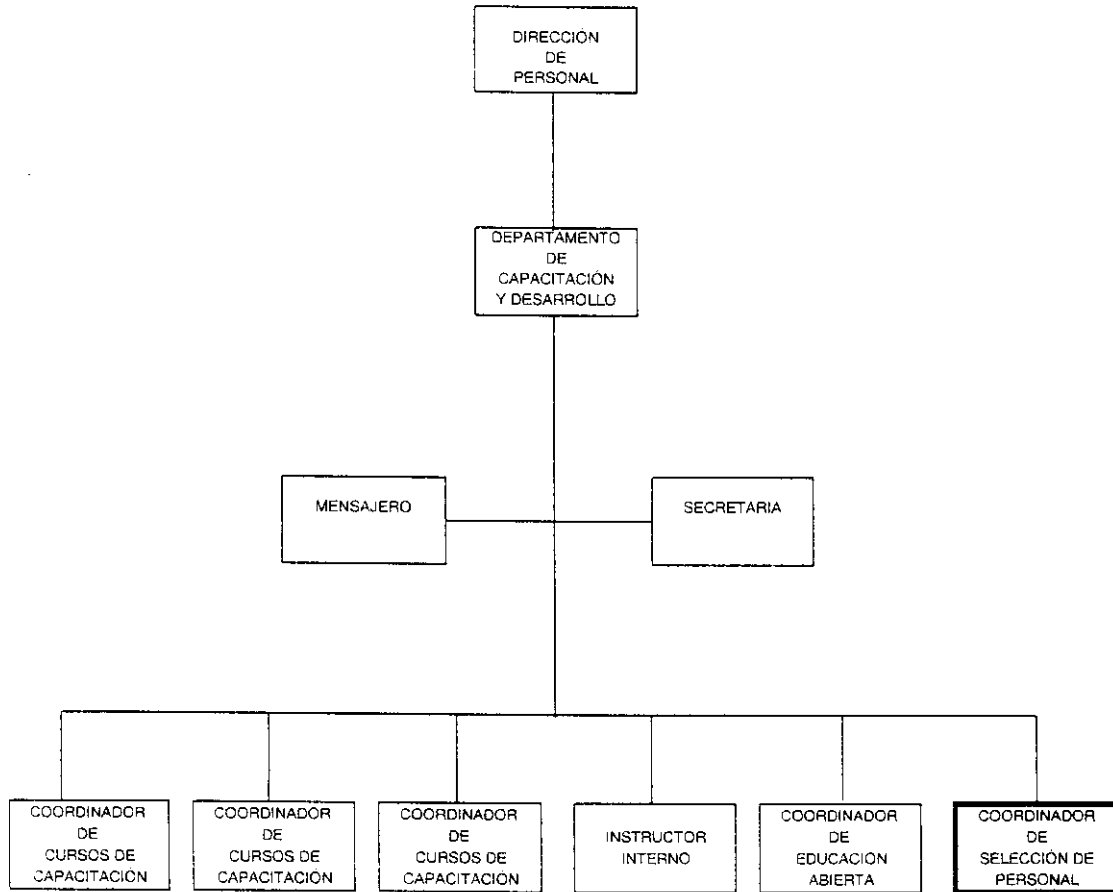 DIRECCIÓN
DE
PERSONAL
DEPARTAMENTO
DE
CAPACITACIÓN
Y DESARROLLO
MENSAJERO
SECRETARIA
COORDINADOR
DE
CURSOS DE
CAPACITACIÓN
COORDINADOR
DE
CURSOS DE
CAPACITACIÓN
COORDINADOR
DE
CURSOS DE
CAPACITACIÓN
INSTRUCTOR
INTERNO
COORDINADOR
DE
EDUCACION
ABIERTA
COORDINADOR
DE
SELECCIÓN DE
PERSONAL